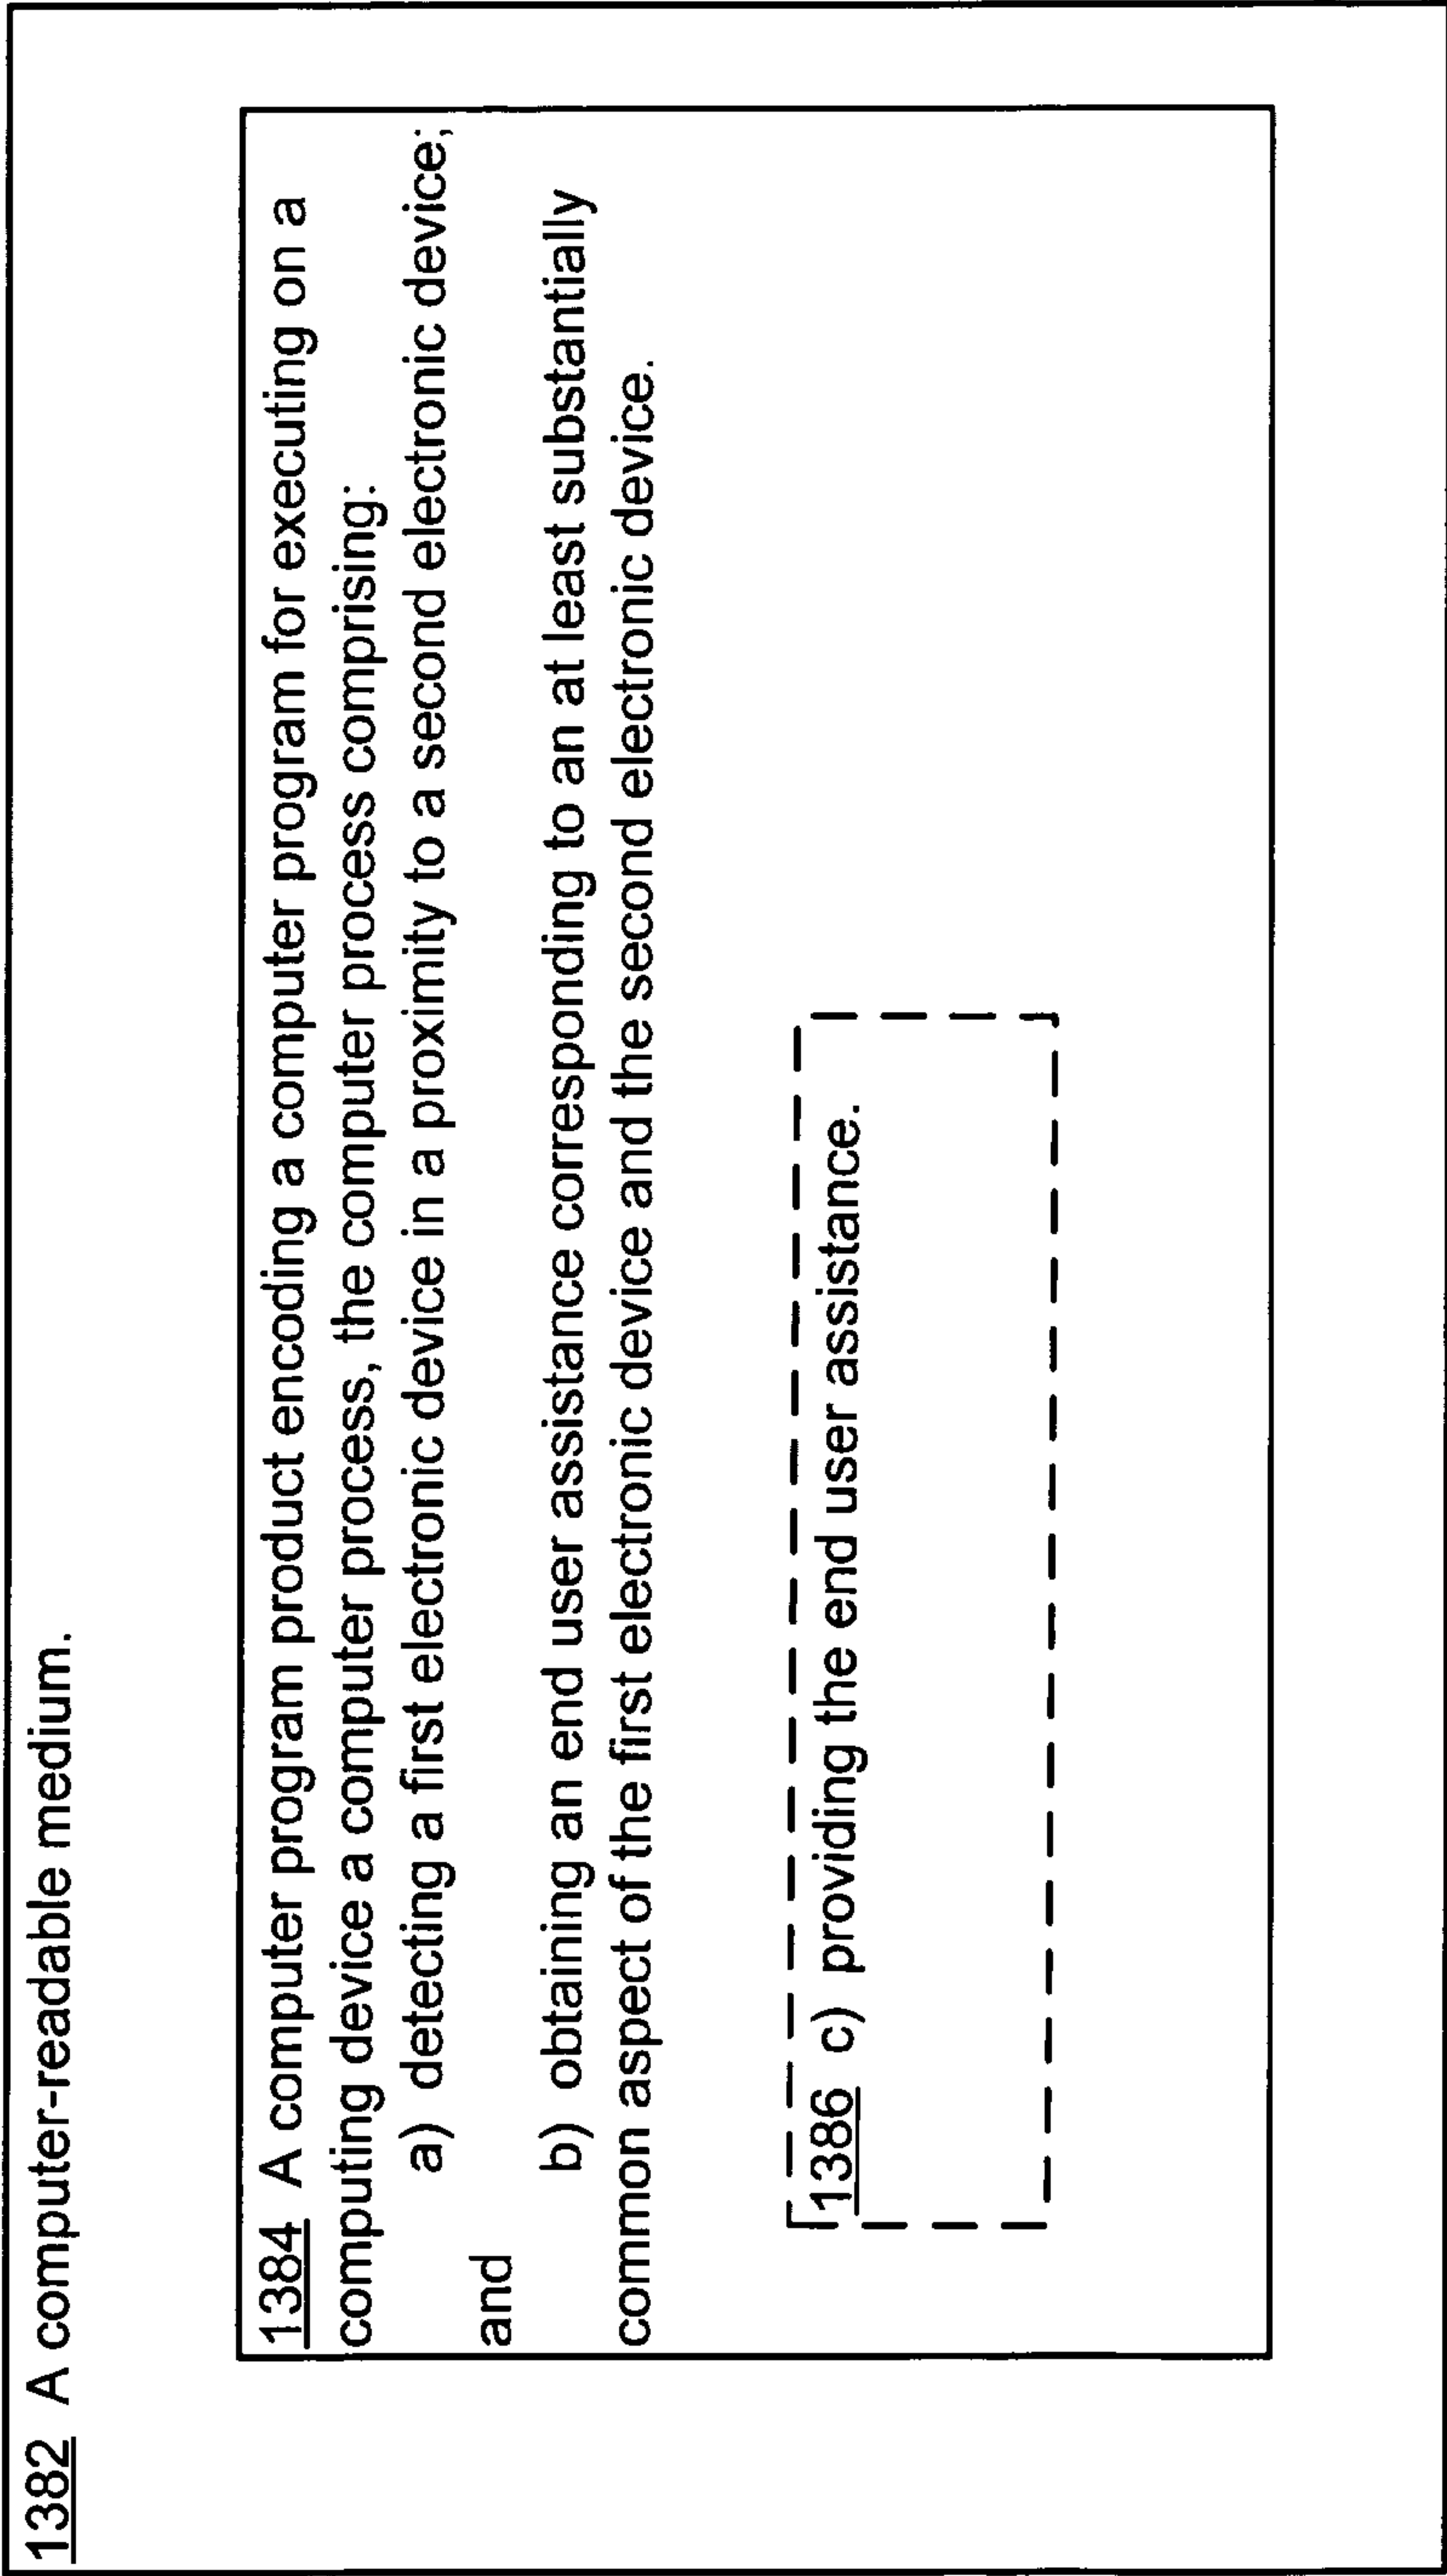 1382 A computer-readable medium.
1384 A computer program product encoding a computer program for executing on a
computing device a computer process, the computer process comprising:
a) detecting a first electronic device in a proximity to a second electronic device;
and
b) obtaining an end user assistance corresponding to an at least substantially
common aspect of the first electronic device and the second electronic device.
1386 c) providing the end user assistance.